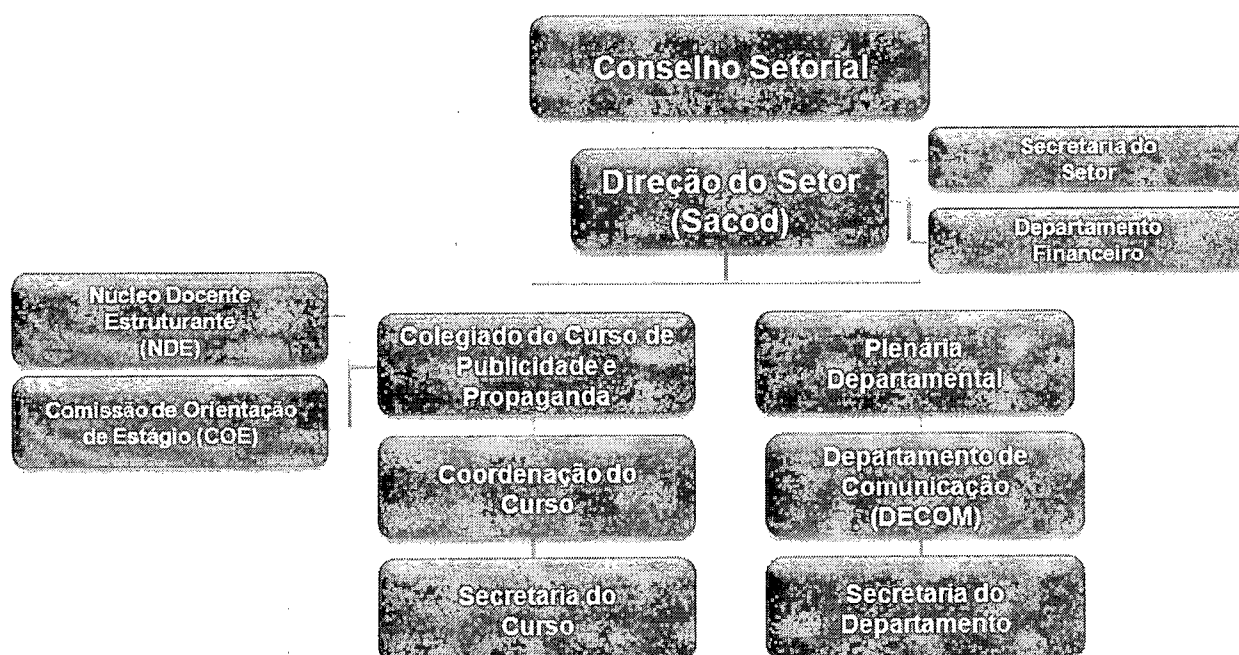 Conselho Setorial
Direção do Setor
(Sacod)
Secretaria do
Setor
Departamento
Financeiro
Núcleo Docente
Estruturante
(NDE)
Comissão de Orientação
de Estágio (COE)
Colegiado do Curso de
Publicidade e
Propaganda
Plenária
Departamental
Coordenação do
Curso
Departamento de
Comunicação
(DECOM)
Secretaria do
Curso
Secretaria do
Departamento